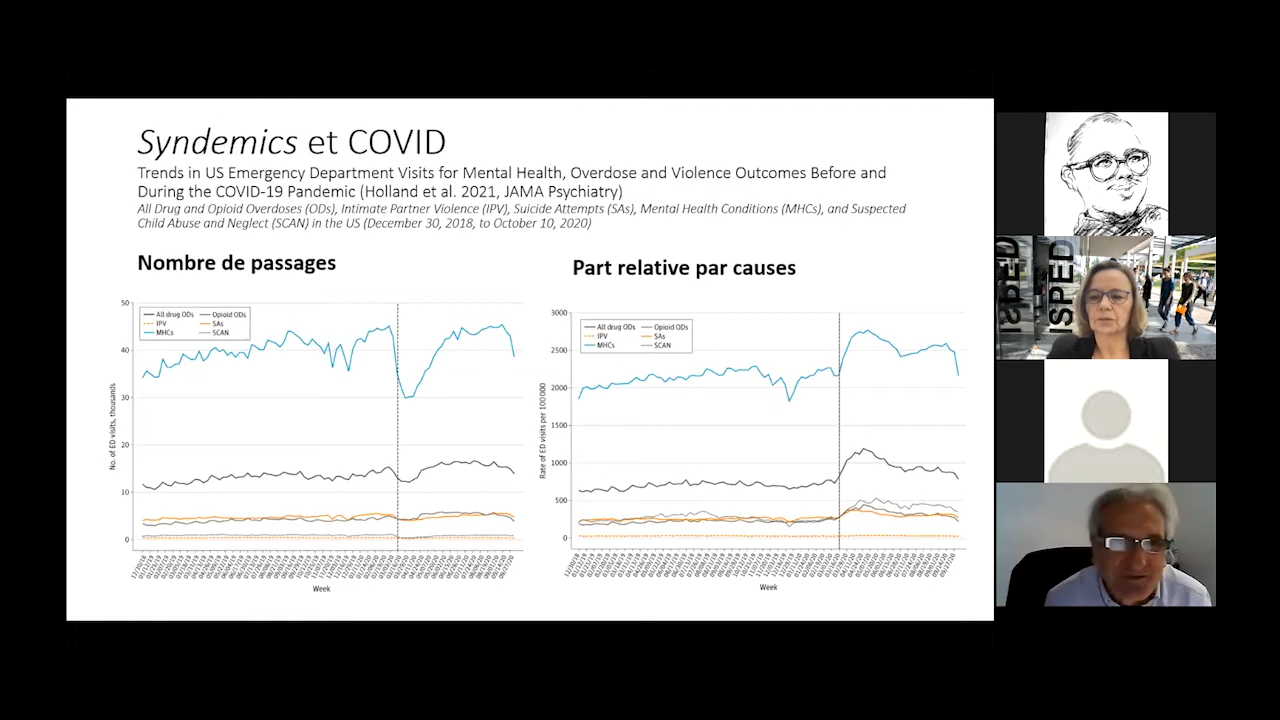 Syndemics et COVID
Trends in US Emergency Department Visits for Mental Health, Overdose and Violence Outcomes Before and
During the COVID-19 Pandemic (Holland et al. 2021, JAMA Psychiatry)
All Drug and Opioid Overdoses (ODs), Intimate Partner Violence (IPV), Suicide Attempts (SAs), Mental Health Conditions (MHCs), and Suspected
Child Abuse and Neglect (SCAN) in the US (December 30, 2018, to October 10, 2020)
Nombre de passages
No. of ED visits, thousands
50
40
30
20
10
0
All drug ODs Opioid ODs
IPV SAs
MHCs SCAN
Week
Part relative par causes
Rate of ED visits per 100 000
3000
2500
2000
1500
1000
500
0
All drug ODs Opioid ODs
IPV SAs
MHCs SCAN
Week
ISPED
ISPED